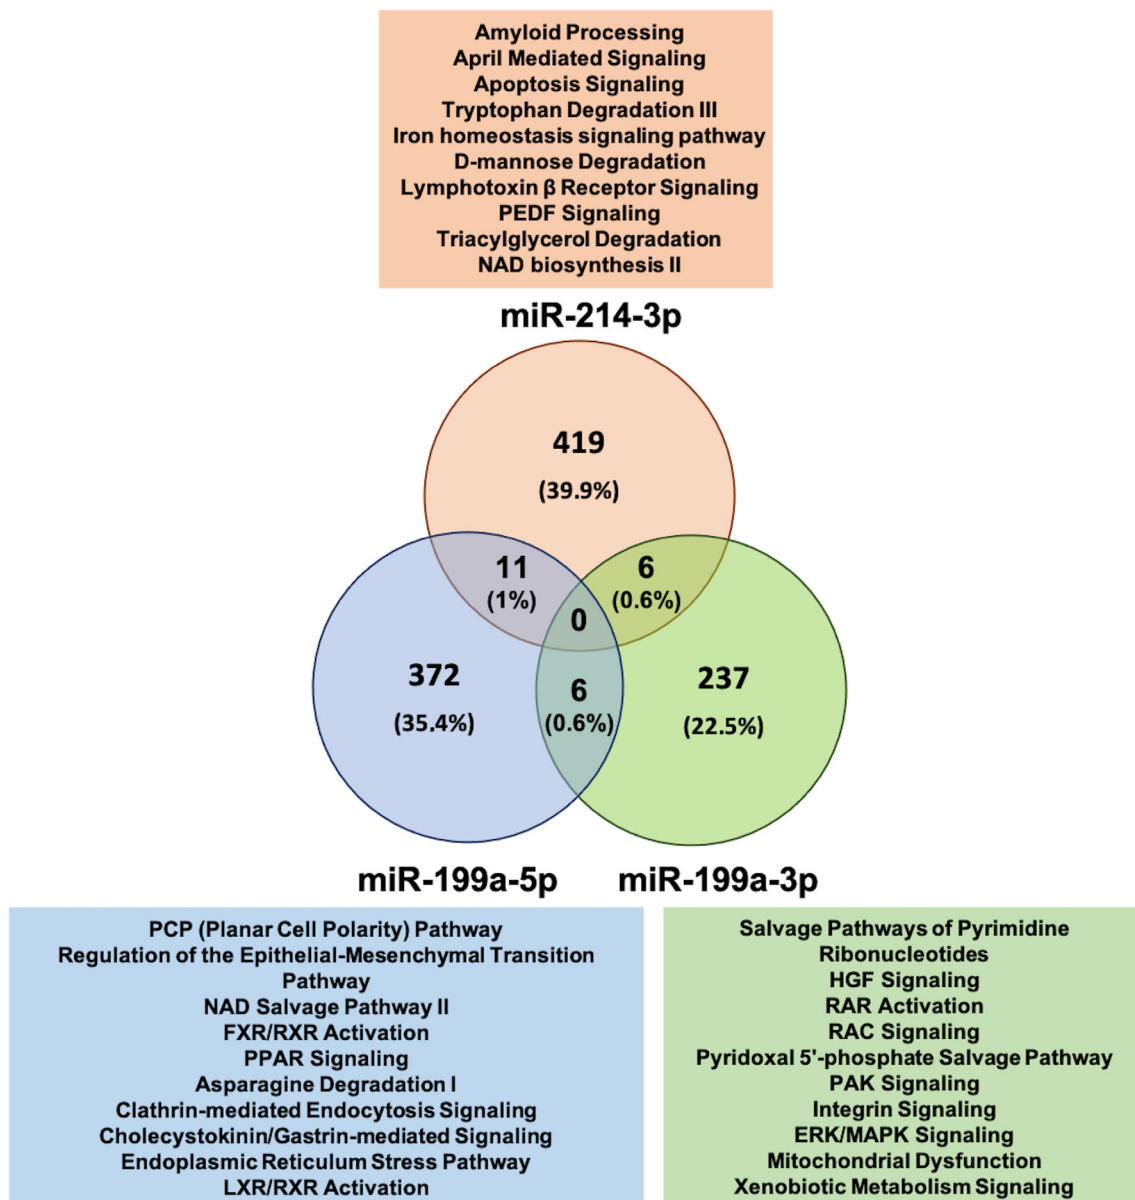 Amyloid Processing
April Mediated Signaling
Apoptosis Signaling
Tryptophan Degradation III
Iron homeostasis signaling pathway
D-mannose Degradation
Lymphotoxin β Receptor Signaling
PEDF Signaling
Triacylglycerol Degradation
NAD biosynthesis II
miR-214-3p
419
(39.9%)
11
(1%)
6
(0.6%)
0
372
(35.4%)
6
(0.6%)
237
(22.5%)
miR-199a-5p
miR-199a-3p
PCP (Planar Cell Polarity) Pathway
Regulation of the Epithelial-Mesenchymal Transition
Pathway
NAD Salvage Pathway II
FXR/RXR Activation
PPAR Signaling
Asparagine Degradation I
Clathrin-mediated Endocytosis Signaling
Cholecystokinin/Gastrin-mediated Signaling
Endoplasmic Reticulum Stress Pathway
LXR/RXR Activation
Salvage Pathways of Pyrimidine
Ribonucleotides
HGF Signaling
RAR Activation
RAC Signaling
Pyridoxal 5'-phosphate Salvage Pathway
PAK Signaling
Integrin Signaling
ERK/MAPK Signaling
Mitochondrial Dysfunction
Xenobiotic Metabolism Signaling